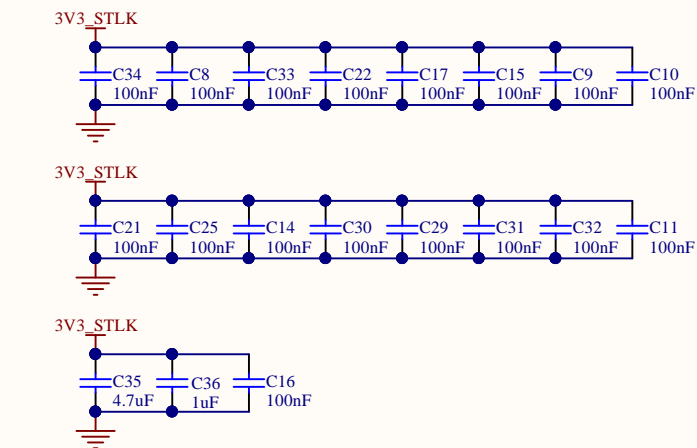 3V3_STLK
C34 C8 C33 C22 C17 C15 C9 C10
100nF 100nF 100nF 100nF 100nF 100nF 100nF 100nF
3V3_STLK
C21 C25 C14 C30 C29 C31 C32 C11
100nF 100nF 100nF 100nF 100nF 100nF 100nF 100nF
3V3_STLK
C35 C36 C16
4.7uF 1uF 100nF